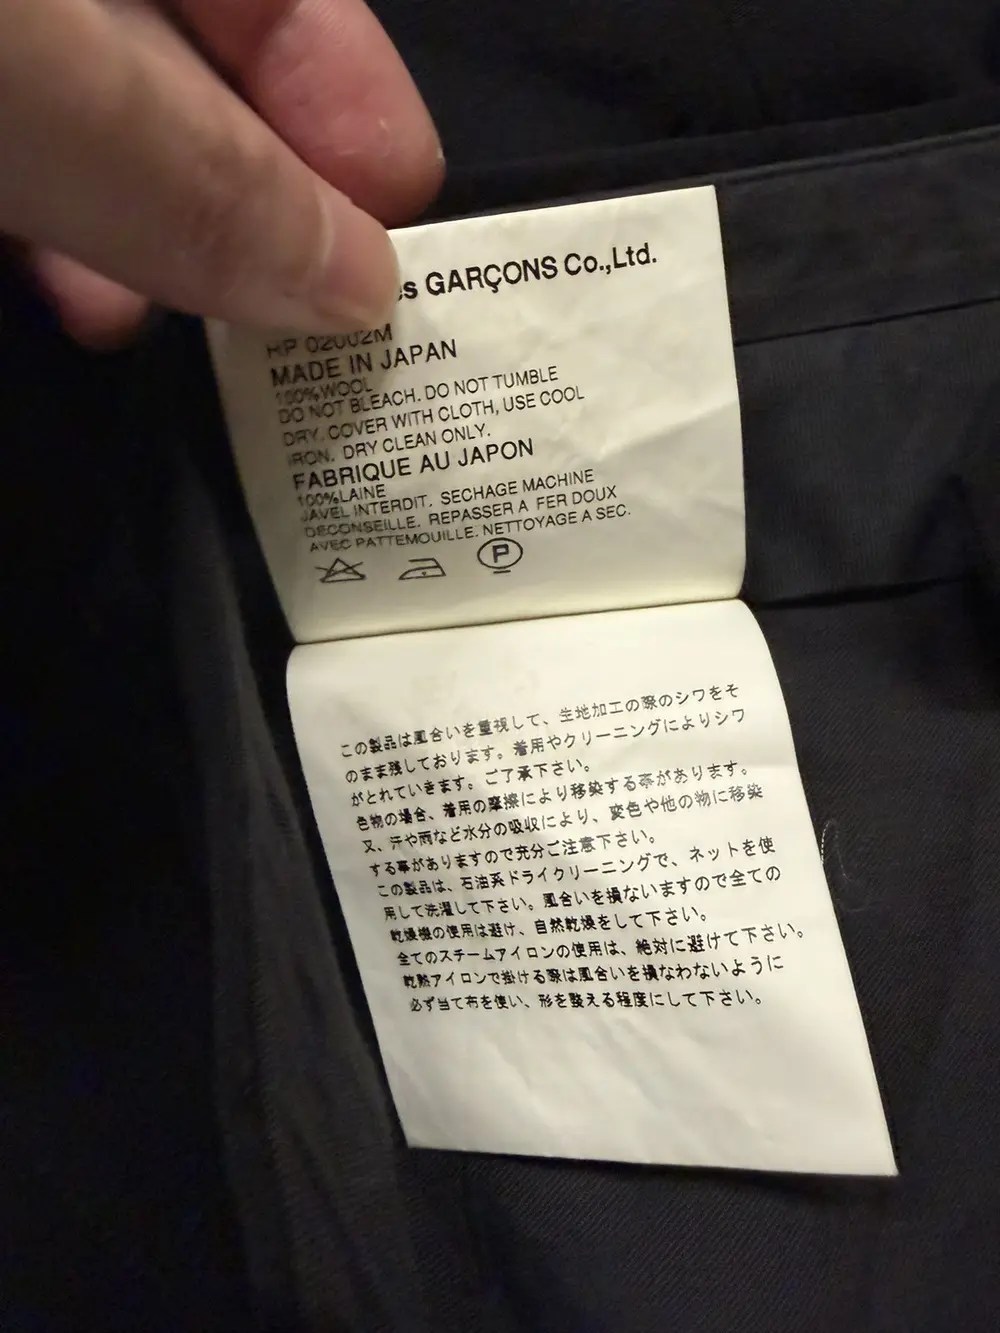 es GARÇONS Co.,Ltd.
HP 02002M
MADE IN JAPAN
100%WOOL
DO NOT BLEACH. DO NOT TUMBLE
DRY. COVER WITH CLOTH, USE COOL
IRON. DRY CLEAN ONLY.
FABRIQUE AU JAPON
100%LAINE
JAVEL INTERDIT. SECHAGE MACHINE
DECONSEILLE. REPASSER A FER DOUX
AVEC PATTEMOUILLE. NETTOYAGE A SEC.
P
この製品は風合いを重視して、生地加工の際のシワをそ
のまま残しております。着用やクリーニングによりシワ
がとれていきます。ご了承下さい。
色物の場合、着用の摩擦により移染する事があります。
又、汗や雨など水分の吸収により、変色や他の物に移染
する事がありますので充分ご注意下さい。
この製品は、石油系ドライクリーニングで、ネットを使
用して洗濯して下さい。風合いを損ないますので全ての
乾燥機の使用は避け、自然乾燥をして下さい。
全てのスチームアイロンの使用は、絶対に避けて下さい。
乾熱アイロンで掛ける際は風合いを損なわないように
必ず当て布を使い、形を整える程度にして下さい。